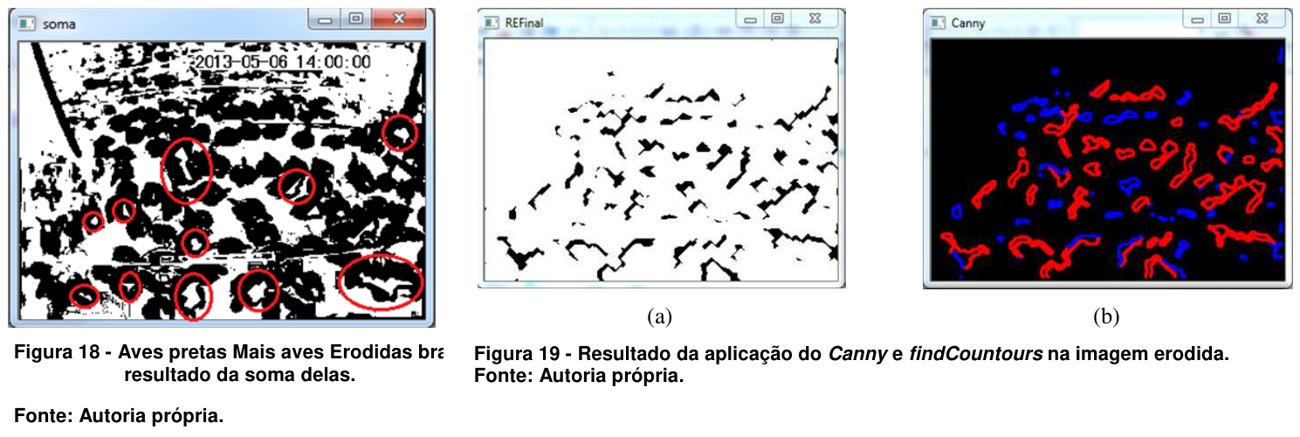 soma
2013-05-06 14:00:00
Figura 18 - Aves pretas Mais aves Erodidas bra
resultado da soma delas.
Fonte: Autoria própria.
REFinal
Canny
(a)
(b)
Figura 19 - Resultado da aplicação do Canny e findCountours na imagem erodida.
Fonte: Autoria própria.